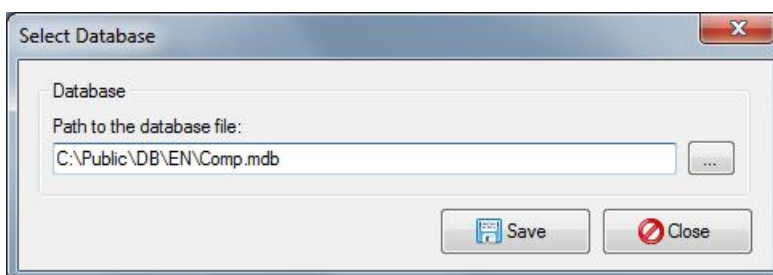 Select Database
Database
Path to the database file:
C:\Public\DB\EN\Comp.mdb
...
Save
Close